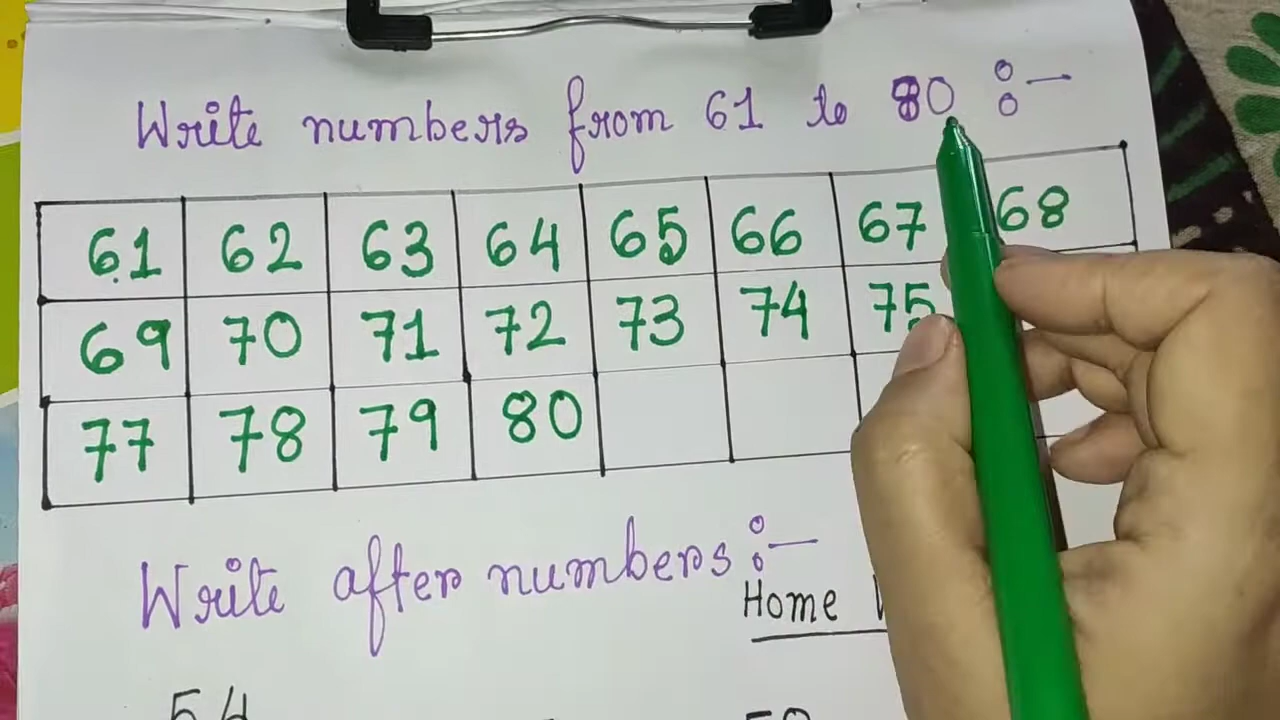 Write numbers from 61 to 80 :-
61 62 63 64 65 66 67 68
69 70 71 72 73 74 75
77 78 79 80
Write after numbers :-
Home
54